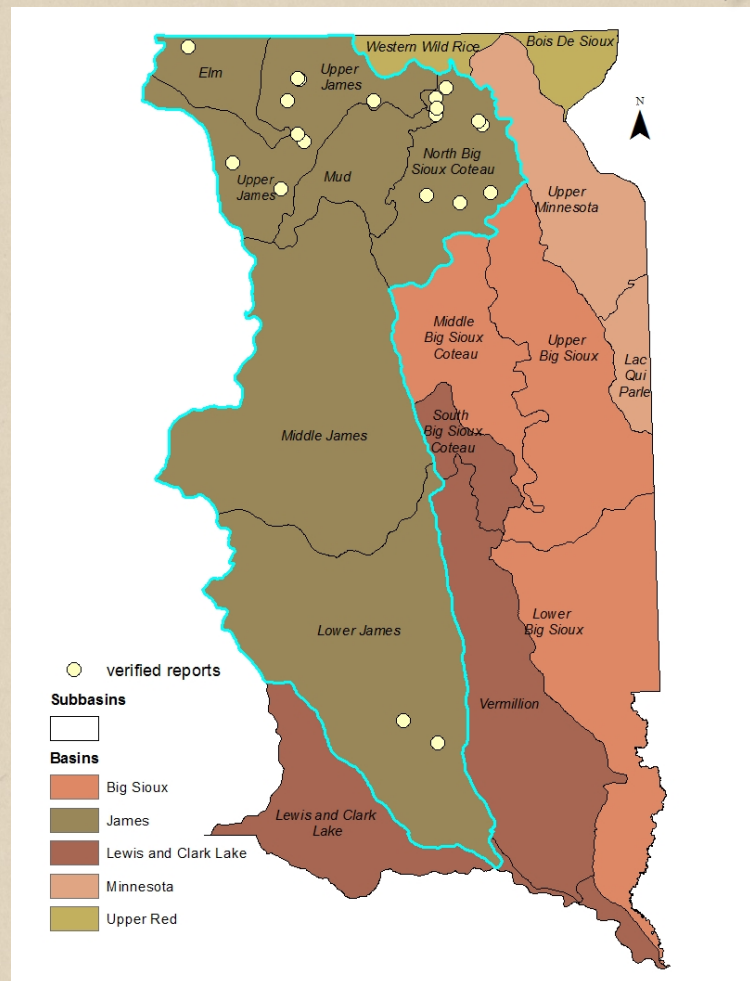 Western Wild Rice
Bois De Sioux
Elm
Upper
James
N
North Big
Sioux Coteau
Mud
Upper
James
Upper
Minnesota
Middle
Big Sioux
Coteau
Upper
Big Sioux
Lac
Qui
Parle
South
Big Sioux
Coteau
Middle James
Lower James
Lower
Big Sioux
Vermillion
Lewis and Clark
Lake
verified reports
Subbasins
Basins
Big Sioux
James
Lewis and Clark Lake
Minnesota
Upper Red